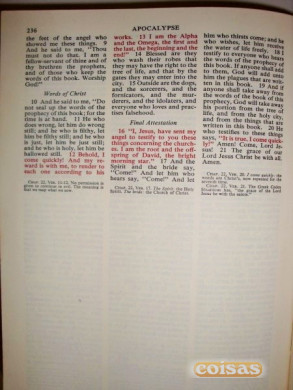 236
APOCALYPSE
the feet of the angel who
showed me these things. 9
And he said to me, "Thou
must not do that. I am a
fellow-servant of thine and of
thy brethren the prophets,
and of those who keep the
words of this book. Worship
God!"
Words of Christ
10 And he said to me, "Do
not seal up the words of the
prophecy of this book; for the
time is at hand. 11 He who
does wrong, let him do wrong
still; and he who is filthy, let
him be filthy still; and he who
is just, let him be just still;
and he who is holy, let him be
hallowed still. 12 Behold, I
come quickly! And my re-
ward is with me, to render to
each one according to his
works. 13 I am the Alpha
and the Omega, the first and
the last, the beginning and the
end!" 14 Blessed are they
who wash their robes that
they may have the right to the
tree of life, and that by the
gates they may enter into the
city. 15 Outside are the dogs,
and the sorcerers, and the
fornicators, and the mur-
derers, and the idolaters, and
everyone who loves and prac-
tises falsehood.
Final Attestation
16 "I, Jesus, have sent my
angel to testify to you these
things concerning the church-
es. I am the root and the off-
spring of David, the bright
morning star." 17 And the
Spirit and the bride say,
"Come!" And let him who
hears say, "Come!" And let
him who thirsts come; and he
who wishes, let him receive
the water of life freely. 18 I
testify to everyone who hears
the words of the prophecy of
this book. If anyone shall add
to them, God will add unto
him the plagues that are writ-
ten in this book. 19 And if
anyone shall take away from
the words of the book of this
prophecy, God will take away
his portion from the tree of
life, and from the holy city,
and from the things that are
written in this book. 20 He
who testifies to these things
says, "It is true, I come quick-
ly!" Amen! Come, Lord Je-
sus! 21 The grace of our
Lord Jesus Christ be with all.
Amen.
coisas